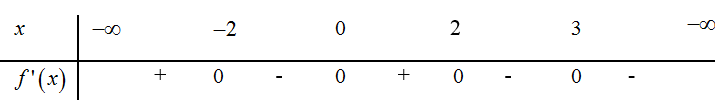 x −∞ −2 0 2 3 −∞
f'(x) + 0 - 0 + 0 - 0 -